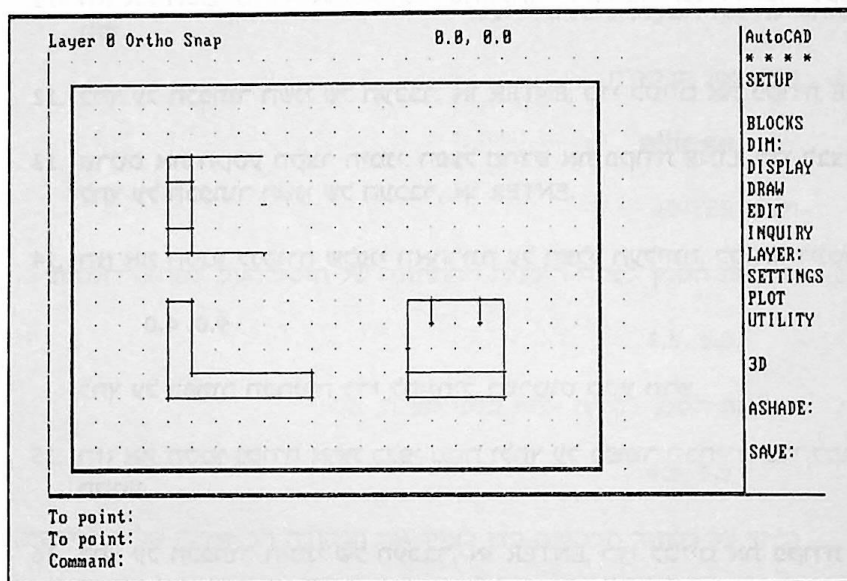 Layer 0 Ortho Snap 0.0, 0.0
AutoCAD
* * * *
SETUP
BLOCKS
DIM:
DISPLAY
DRAW
EDIT
INQUIRY
LAYER:
SETTINGS
PLOT
UTILITY
3D
ASHADE:
SAVE:
To point:
To point:
Command: